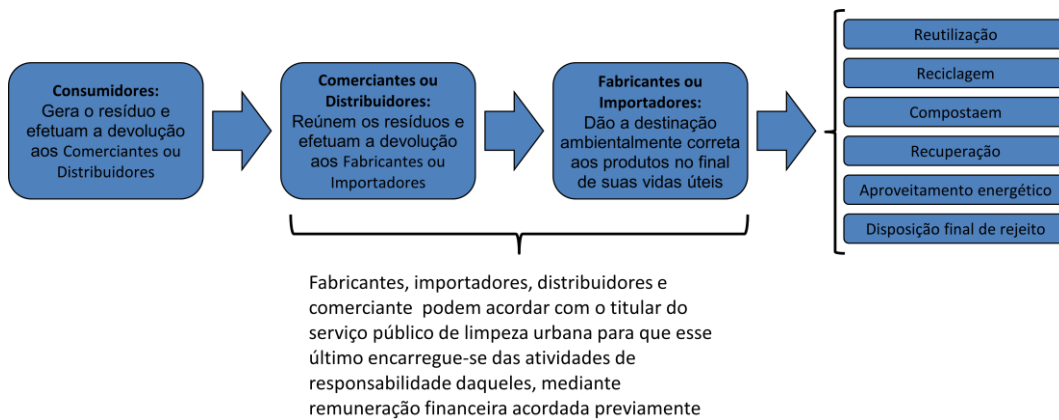 Consumidores:
Gera o resíduo e
efetuam a devolução
aos Comerciantes ou
Distribuidores
Comerciantes ou
Distribuidores:
Reúnem os resíduos e
efetuam a devolução
aos Fabricantes ou
Importadores
Fabricantes ou
Importadores:
Dão a destinação
ambientalmente correta
aos produtos no final
de suas vidas úteis
Reutilização
Reciclagem
Compostaem
Recuperação
Aproveitamento energético
Disposição final de rejeito
Fabricantes, importadores, distribuidores e
comerciante podem acordar com o titular do
serviço público de limpeza urbana para que esse
último encarregue-se das atividades de
responsabilidade daqueles, mediante
remuneração financeira acordada previamente